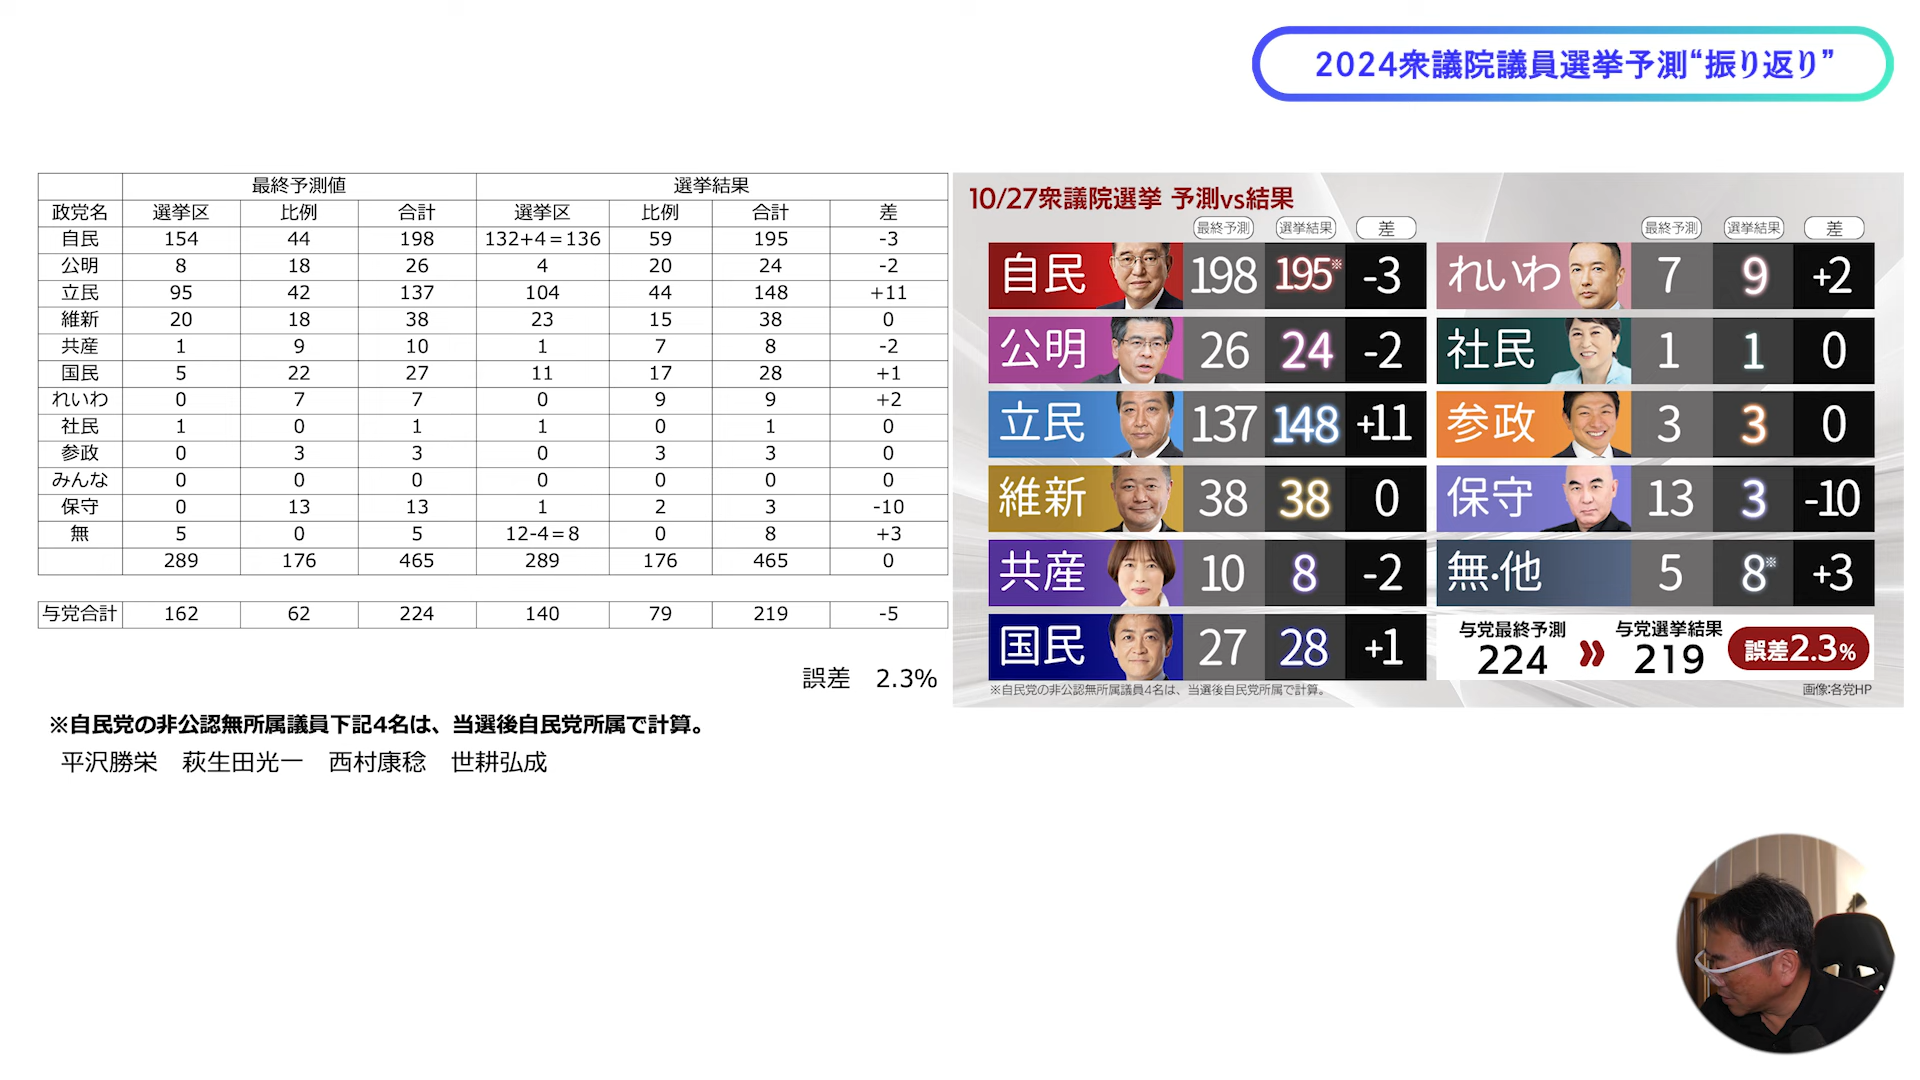 2024衆議院議員選挙予測“振り返り”
最終予測値 選挙結果
政党名 選挙区 比例 合計 選挙区 比例 合計 差
自民 154 44 198 132+4＝136 59 195 -3
公明 8 18 26 4 20 24 -2
立民 95 42 137 104 44 148 +11
維新 20 18 38 23 15 38 0
共産 1 9 10 1 7 8 -2
国民 5 22 27 11 17 28 +1
れいわ 0 7 7 0 9 9 +2
社民 1 0 1 1 0 1 0
参政 0 3 3 0 3 3 0
みんな 0 0 0 0 0 0 0
保守 0 13 13 1 2 3 -10
無 5 0 5 12-4＝8 0 8 +3
289 176 465 289 176 465 0
与党合計 162 62 224 140 79 219 -5
誤差 2.3%
※自民党の非公認無所属議員下記4名は、当選後自民党所属で計算。
平沢勝栄 萩生田光一 西村康稔 世耕弘成
10/27衆議院選挙 予測vs結果
最終予測 選挙結果 差
自民 198 195※ -3
公明 26 24 -2
立民 137 148 +11
維新 38 38 0
共産 10 8 -2
国民 27 28 +1
※自民党の非公認無所属議員4名は、当選後自民党所属で計算。
最終予測 選挙結果 差
れいわ 7 9 +2
社民 1 1 0
参政 3 3 0
保守 13 3 -10
無・他 5 8※ +3
与党最終予測 与党選挙結果
224 » 219 誤差2.3%
画像:各党HP